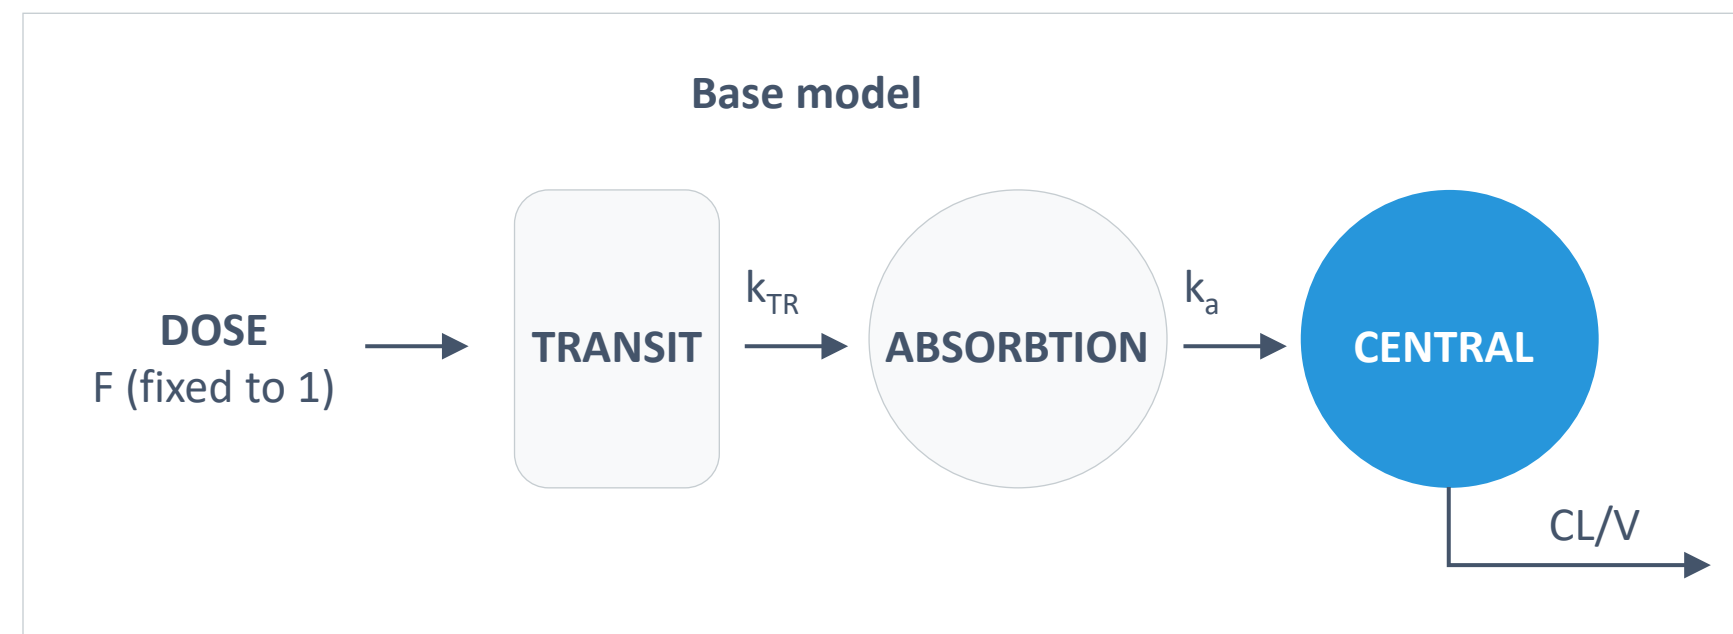 Base model
DOSE
F (fixed to 1)
TRANSIT
kTR
ABSORBTION
ka
CENTRAL
CL/V